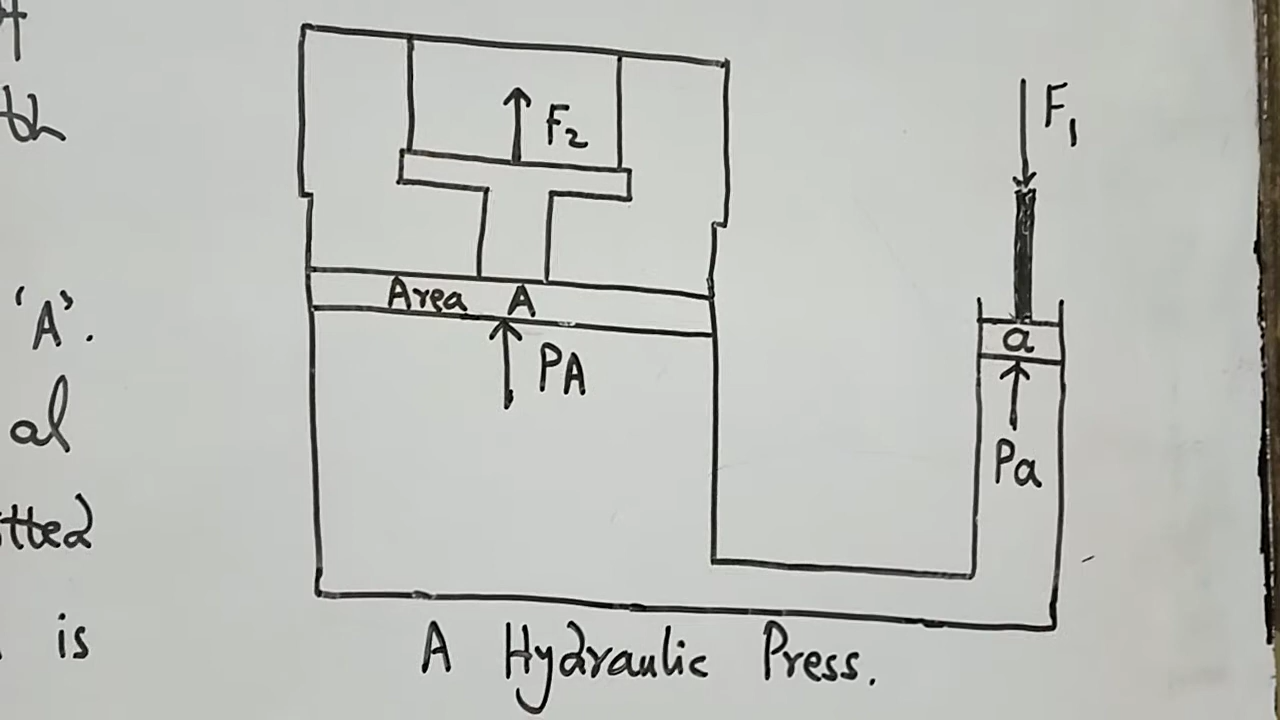 'A'.
al
is
F₂
F₁
Area A
a
PA
Pa
A Hydraulic Press.